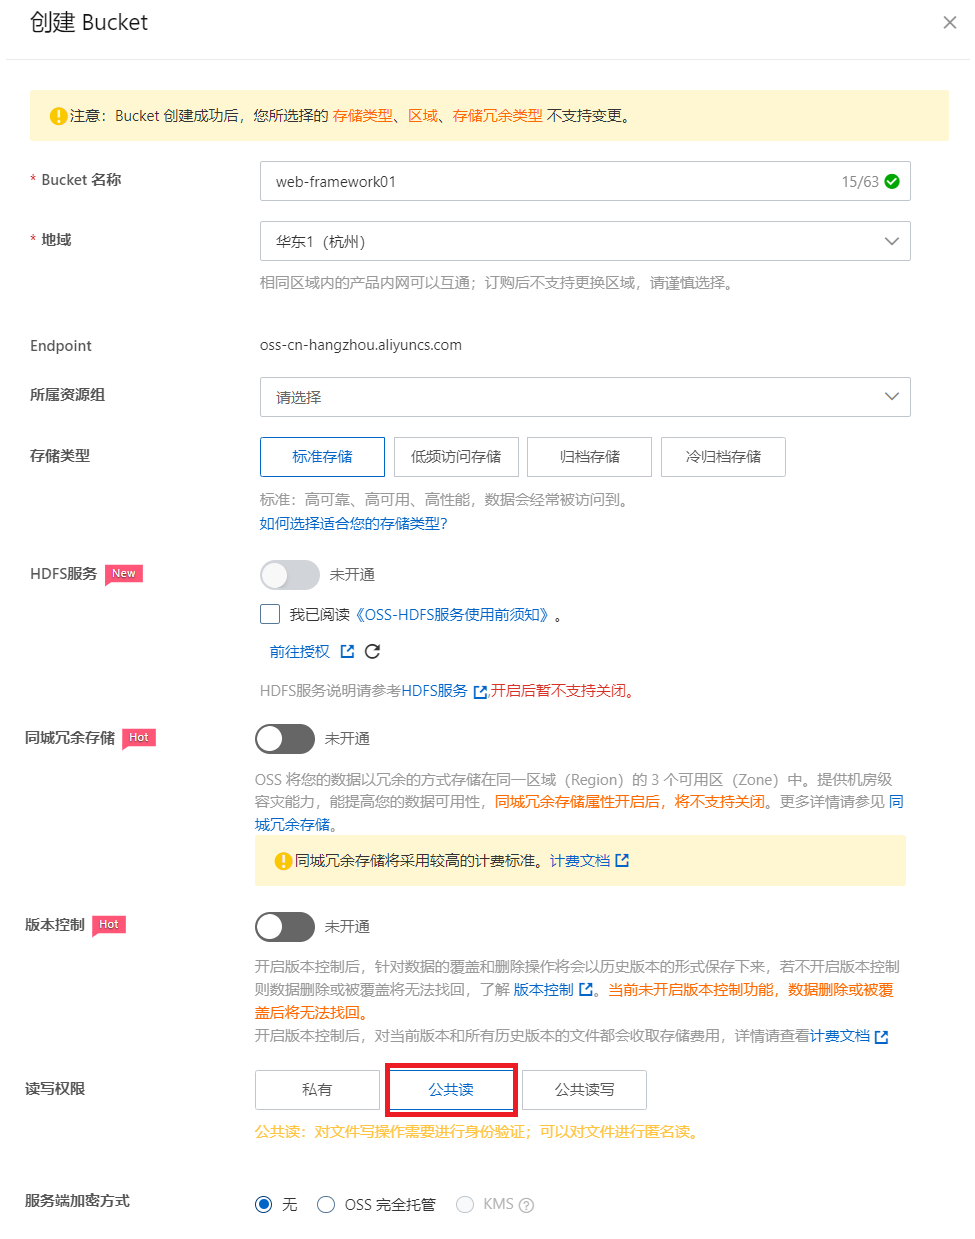 创建 Bucket
注意：Bucket 创建成功后，您所选择的 存储类型、区域、存储冗余类型 不支持变更。
* Bucket 名称
web-framework01
15/63
* 地域
华东1（杭州）
相同区域内的产品内网可以互通；订购后不支持更换区域，请谨慎选择。
Endpoint
oss-cn-hangzhou.aliyuncs.com
所属资源组
请选择
存储类型
标准存储 低频访问存储 归档存储 冷归档存储
标准：高可靠、高可用、高性能，数据会经常被访问到。
如何选择适合您的存储类型?
HDFS服务 New
未开通
我已阅读《OSS-HDFS服务使用前须知》。
前往授权
HDFS服务说明请参考HDFS服务 ,开启后暂不支持关闭。
同城冗余存储 Hot
未开通
OSS 将您的数据以冗余的方式存储在同一区域（Region）的 3 个可用区（Zone）中。提供机房级
容灾能力，能提高您的数据可用性，同城冗余存储属性开启后，将不支持关闭。更多详情请参见 同
城冗余存储。
同城冗余存储将采用较高的计费标准。计费文档
版本控制 Hot
未开通
开启版本控制后，针对数据的覆盖和删除操作将会以历史版本的形式保存下来，若不开启版本控制
则数据删除或被覆盖将无法找回，了解 版本控制 。当前未开启版本控制功能，数据删除或被覆
盖后将无法找回。
开启版本控制后，对当前版本和所有历史版本的文件都会收取存储费用，详情请查看计费文档
读写权限
私有 公共读 公共读写
公共读：对文件写操作需要进行身份验证；可以对文件进行匿名读。
服务端加密方式
无 OSS 完全托管 KMS